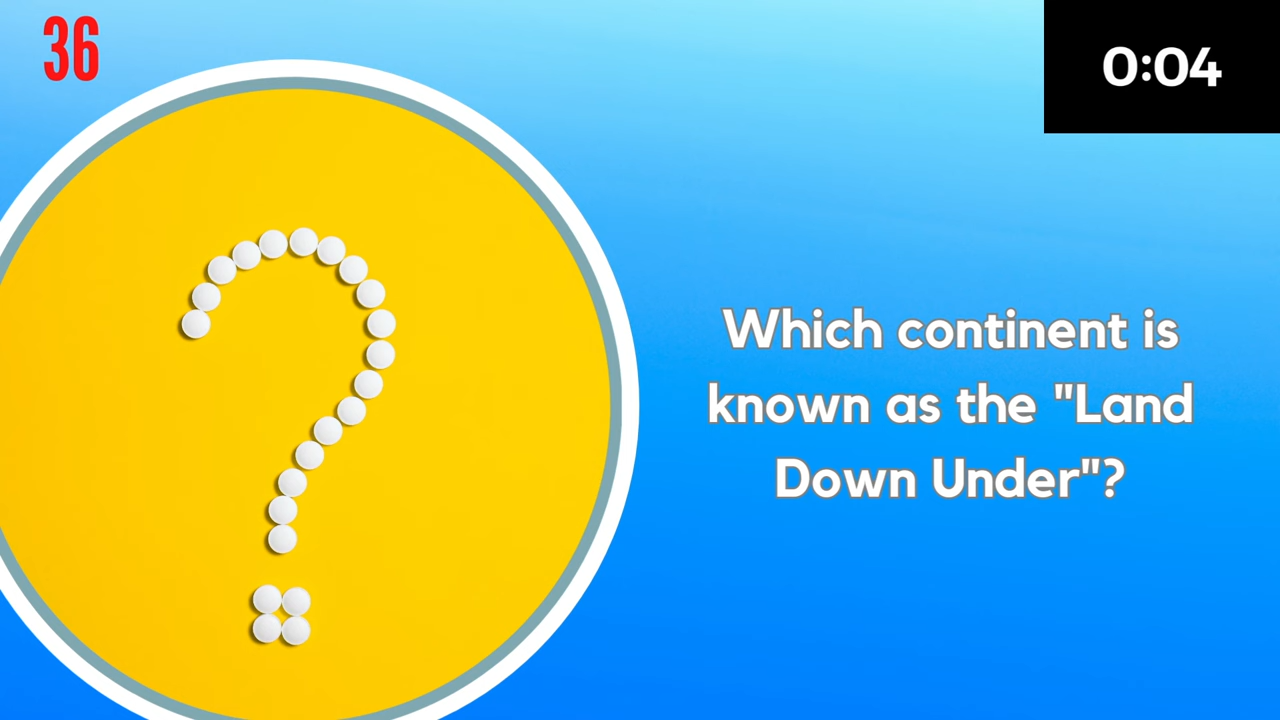 36
0:04
Which continent is
known as the "Land
Down Under"?